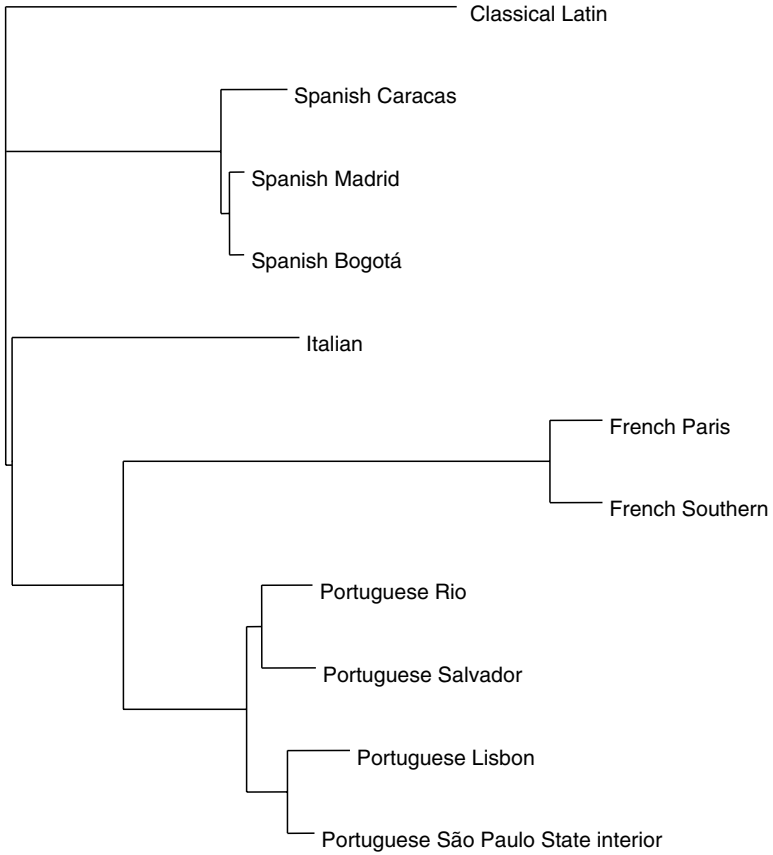 Classical Latin
Spanish Caracas
Spanish Madrid
Spanish Bogotá
Italian
French Paris
French Southern
Portuguese Rio
Portuguese Salvador
Portuguese Lisbon
Portuguese São Paulo State interior